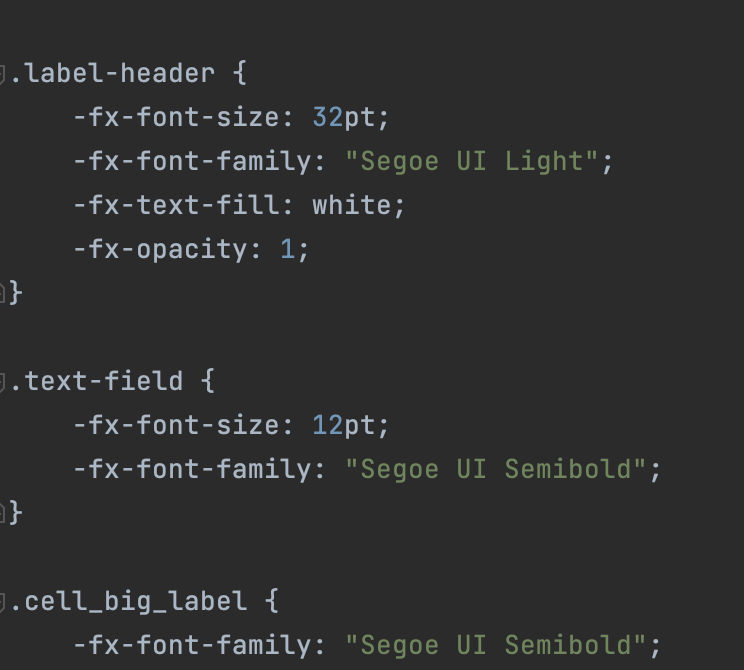 .label-header {
    -fx-font-size: 32pt;
    -fx-font-family: "Segoe UI Light";
    -fx-text-fill: white;
    -fx-opacity: 1;
}
.text-field {
    -fx-font-size: 12pt;
    -fx-font-family: "Segoe UI Semibold";
}
.cell_big_label {
    -fx-font-family: "Segoe UI Semibold";